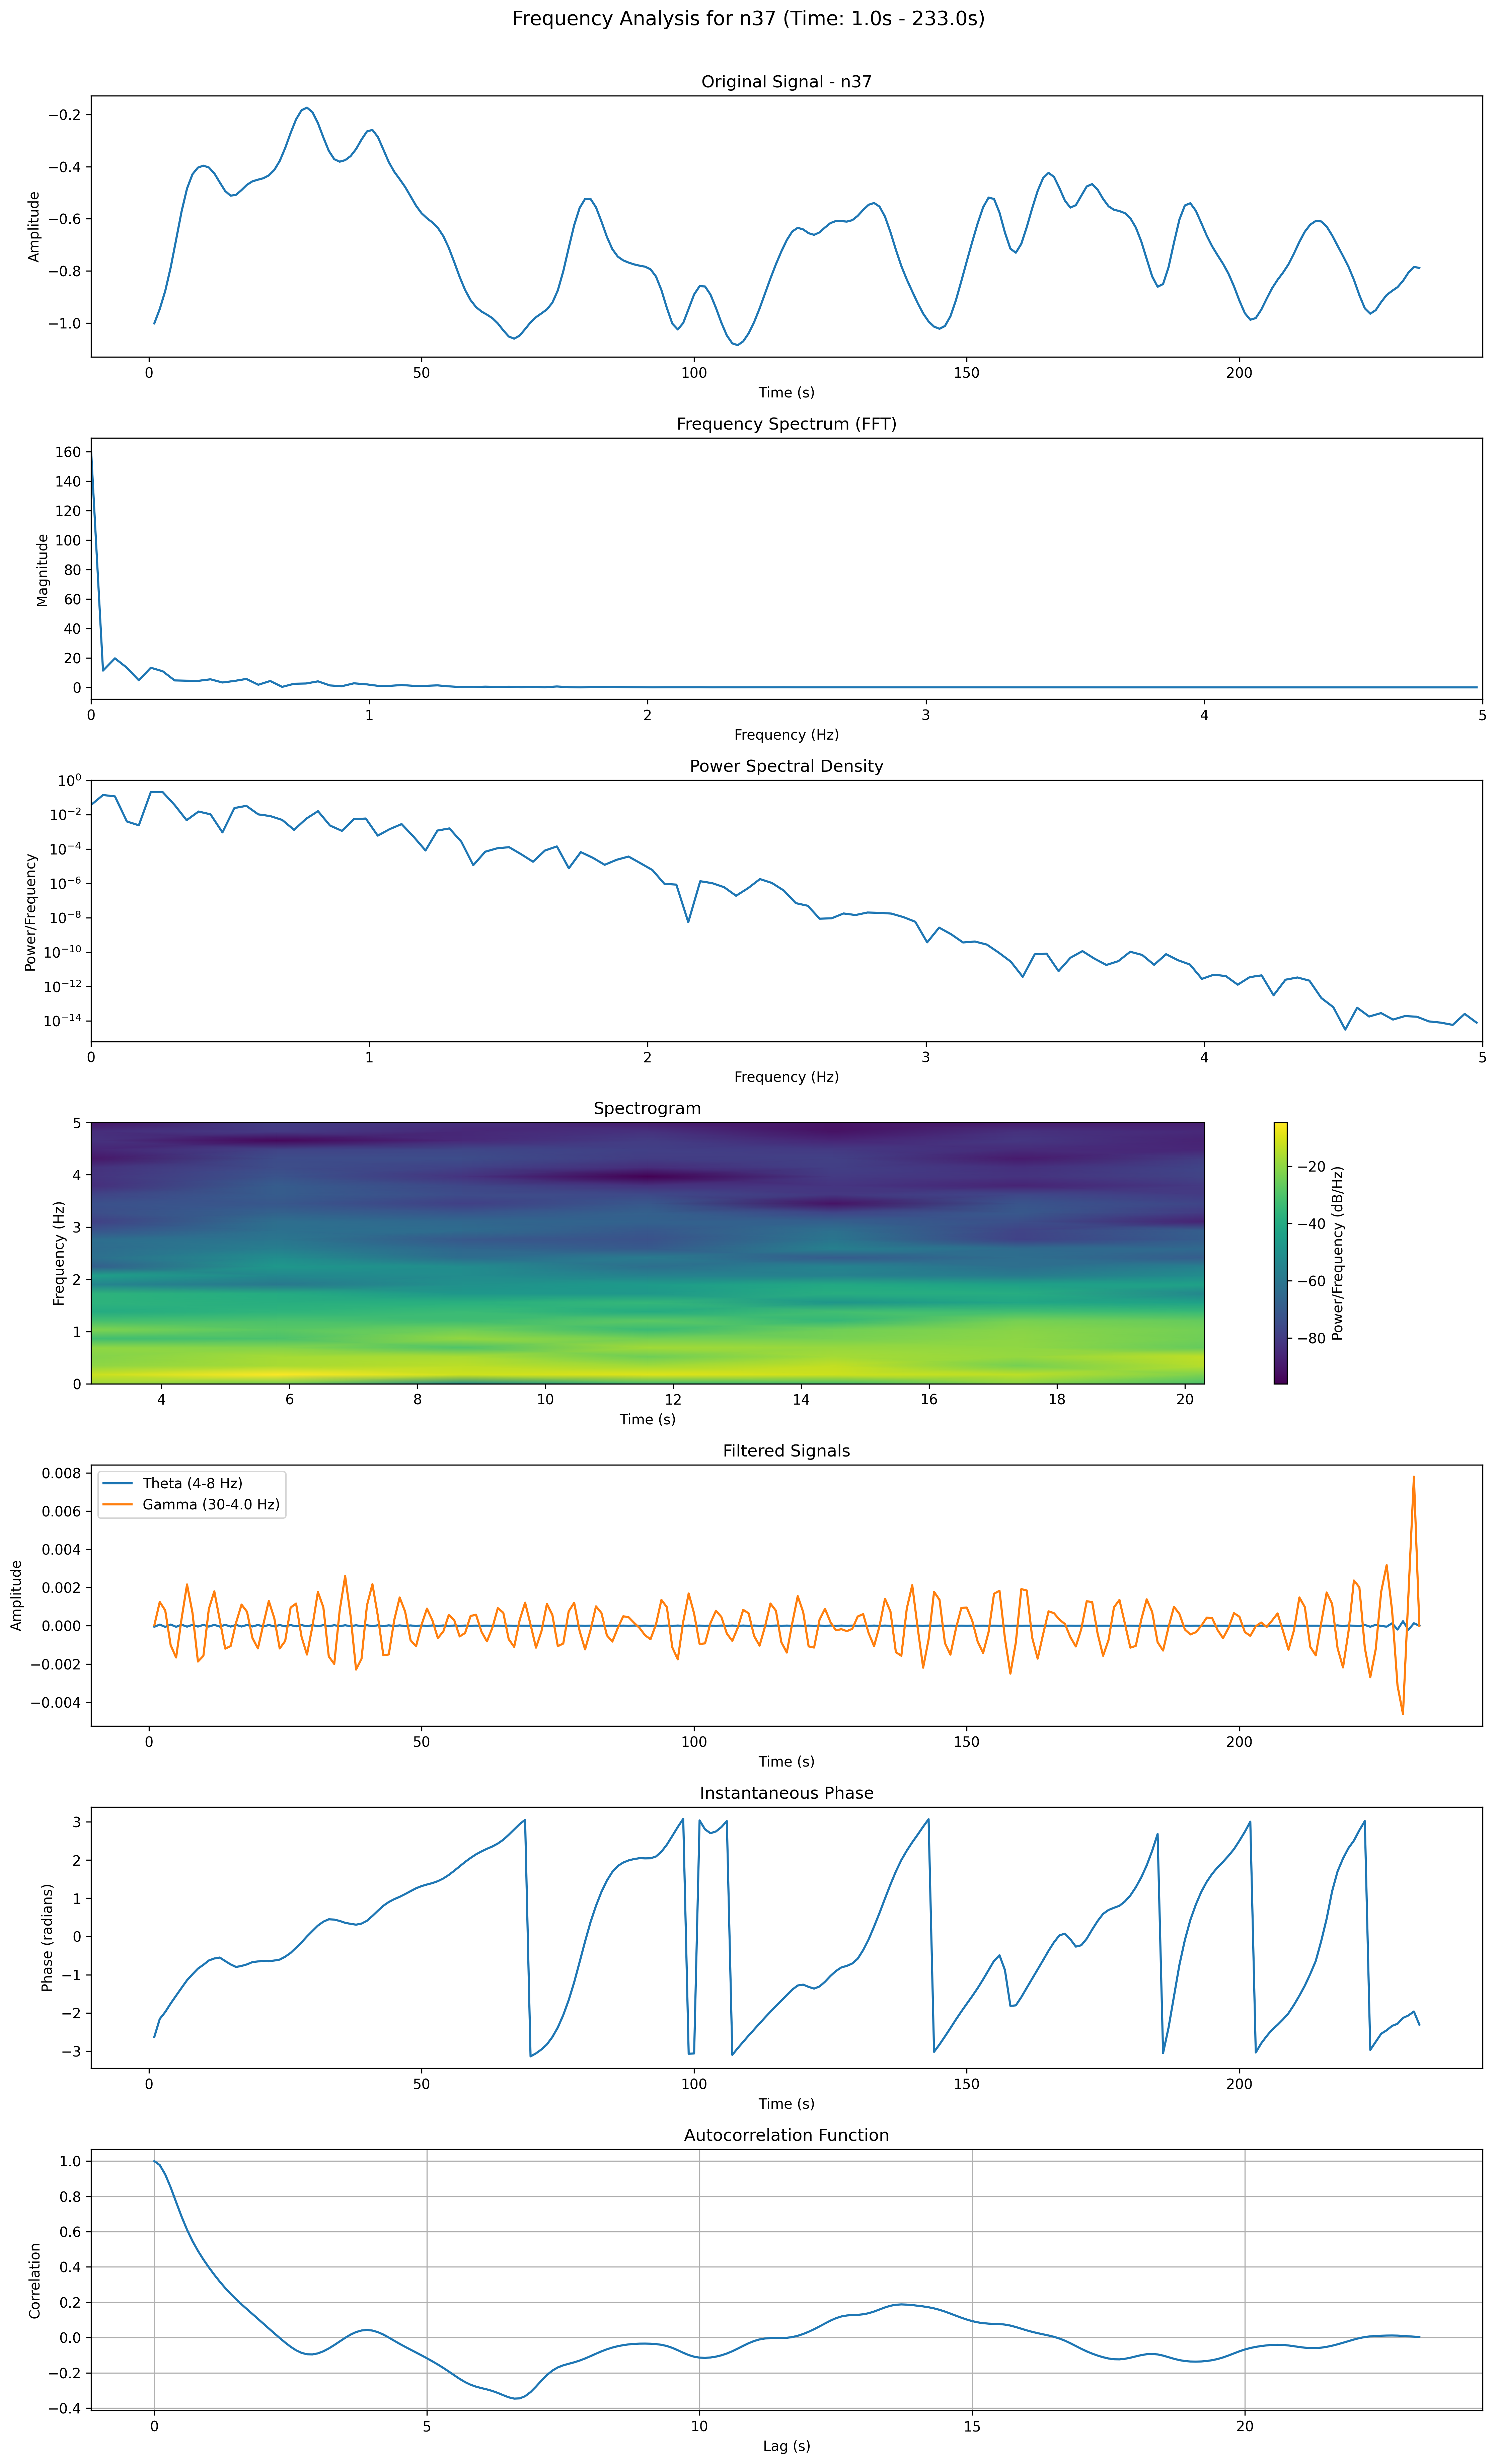 Frequency Analysis for n37 (Time: 1.0s - 233.0s)
Original Signal - n37
−0.2
−0.4
−0.6
−0.8
−1.0
Amplitude
0 50 100 150 200
Time (s)
Frequency Spectrum (FFT)
160
140
120
100
80
60
40
20
0
Magnitude
0 1 2 3 4 5
Frequency (Hz)
Power Spectral Density
10⁰
10⁻²
10⁻⁴
10⁻⁶
10⁻⁸
10⁻¹⁰
10⁻¹²
10⁻¹⁴
Power/Frequency
0 1 2 3 4 5
Frequency (Hz)
Spectrogram
5
4
3
2
1
0
Frequency (Hz)
4 6 8 10 12 14 16 18 20
Time (s)
−20
−40
−60
−80
Power/Frequency (dB/Hz)
Filtered Signals
Theta (4-8 Hz)
Gamma (30-4.0 Hz)
0.008
0.006
0.004
0.002
0.000
−0.002
−0.004
Amplitude
0 50 100 150 200
Time (s)
Instantaneous Phase
3
2
1
0
−1
−2
−3
Phase (radians)
0 50 100 150 200
Time (s)
Autocorrelation Function
1.0
0.8
0.6
0.4
0.2
0.0
−0.2
−0.4
Correlation
0 5 10 15 20
Lag (s)